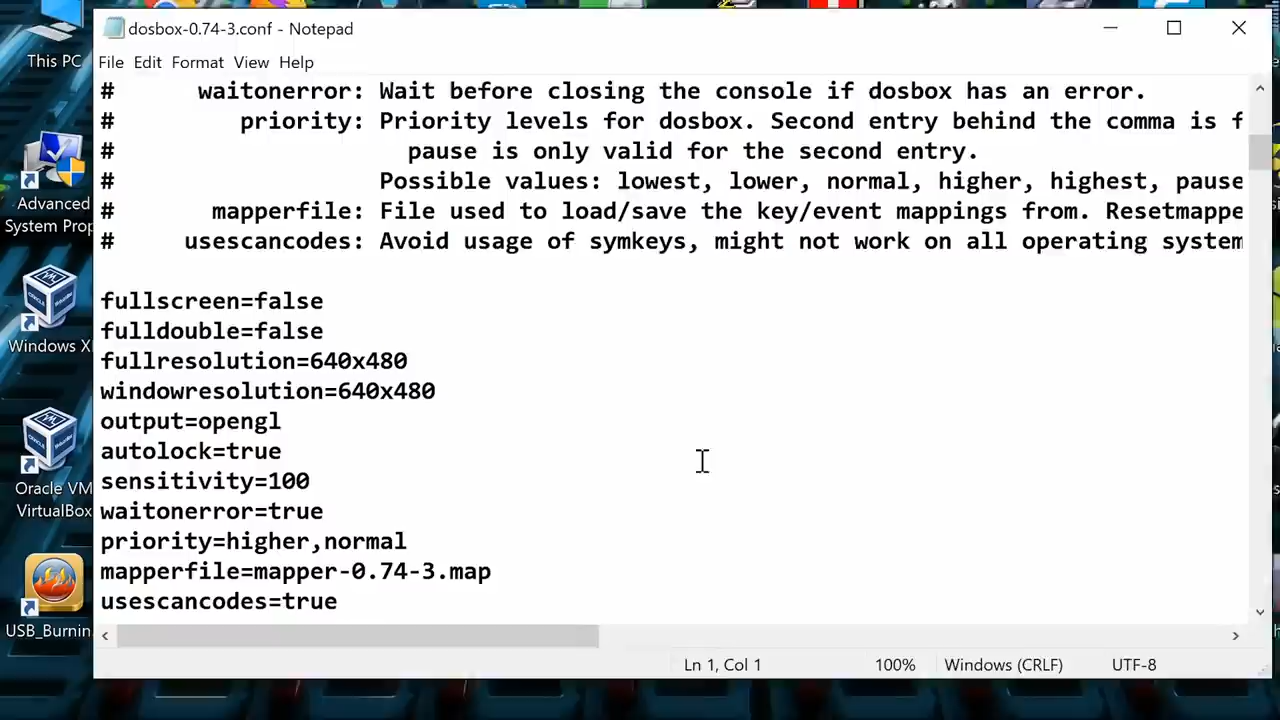 dosbox-0.74-3.conf - Notepad
File Edit Format View Help
# waitonerror: Wait before closing the console if dosbox has an error.
# priority: Priority levels for dosbox. Second entry behind the comma is f
# pause is only valid for the second entry.
# Possible values: lowest, lower, normal, higher, highest, pause
# mapperfile: File used to load/save the key/event mappings from. Resetmappe
# usescancodes: Avoid usage of symkeys, might not work on all operating system
fullscreen=false
fulldouble=false
fullresolution=640x480
windowresolution=640x480
output=opengl
autolock=true
sensitivity=100
waitonerror=true
priority=higher,normal
mapperfile=mapper-0.74-3.map
usescancodes=true
Ln 1, Col 1
100%
Windows (CRLF)
UTF-8
This PC
Advanced
System Prop
Windows X
Oracle VM
VirtualBox
USB_Burnin